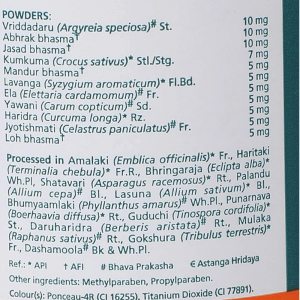 POWDERS:
Vriddadaru (Argyreia speciosa)# St. 10 mg
Abhrak bhasma† 10 mg
Jasad bhasma† 10 mg
Kumkuma (Crocus sativus)* Stl./Stg. 7 mg
Mandur bhasma† 5 mg
Lavanga (Syzygium aromaticum)* Fl.Bd. 5 mg
Ela (Elettaria cardamomum)# Fr. 5 mg
Yawani (Carum copticum)# Sd. 5 mg
Haridra (Curcuma longa)* Rz. 5 mg
Jyotishmati (Celastrus paniculatus)# Fr. 5 mg
Loh bhasma† 5 mg
Processed in Amalaki (Emblica officinalis)* Fr., Haritaki
(Terminalia chebula)* Fr.R., Bhringaraja (Eclipta alba)*
Wh.Pl, Shatavari (Asparagus racemosus)* Rt., Palandu
(Allium cepa)# Bl., Lasuna (Allium sativum)* Bl.,
Bhumyaamlaki (Phyllanthus amarus)# Wh.Pl., Punarnava
(Boerhaavia diffusa)* Rt., Guduchi (Tinospora cordifolia)*
St., Daruharidra (Berberis aristata)# Rt., Mulaka
(Raphanus sativus)# Rt., Gokshura (Tribulus terrestris)*
Fr., Dashamoola# Bk & Wh.Pl.
Ref.: * API † AFI # Bhava Prakasha € Astanga Hridaya
Other ingredients: Methylparaben, Propylparaben.
Colour(s): Ponceau-4R (CI 16255), Titanium Dioxide (CI 77891).